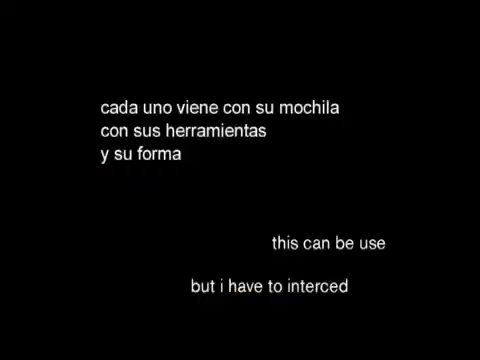 cada uno viene con su mochila
con sus herramientas
y su forma
this can be use
but i have to interced